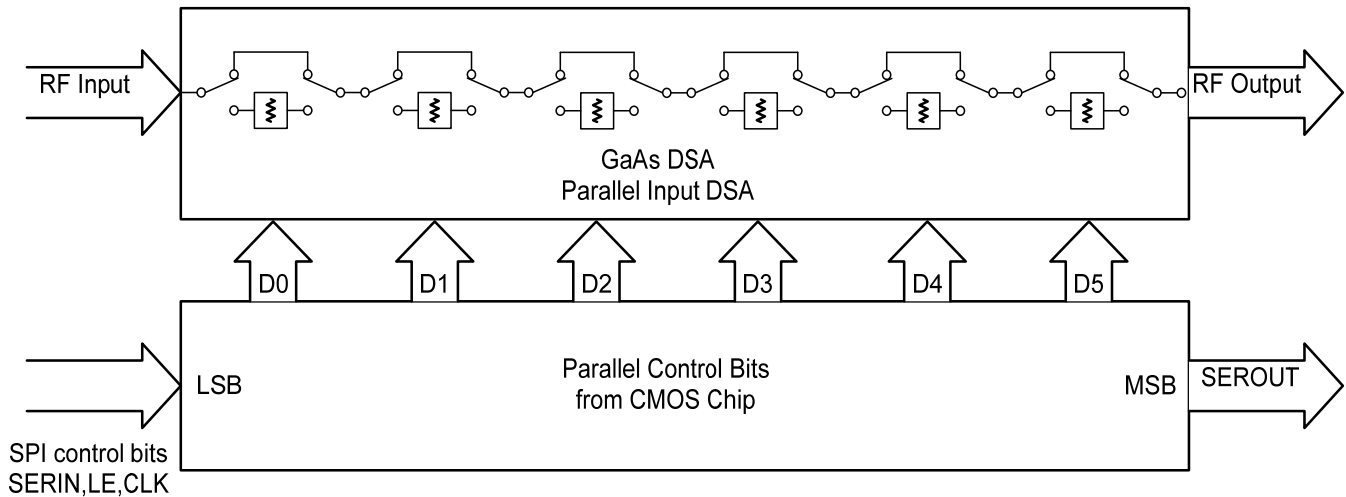 RF Input
RF Output
GaAs DSA
Parallel Input DSA
D0
D1
D2
D3
D4
D5
LSB
Parallel Control Bits
from CMOS Chip
MSB
SEROUT
SPI control bits
SERIN,LE,CLK